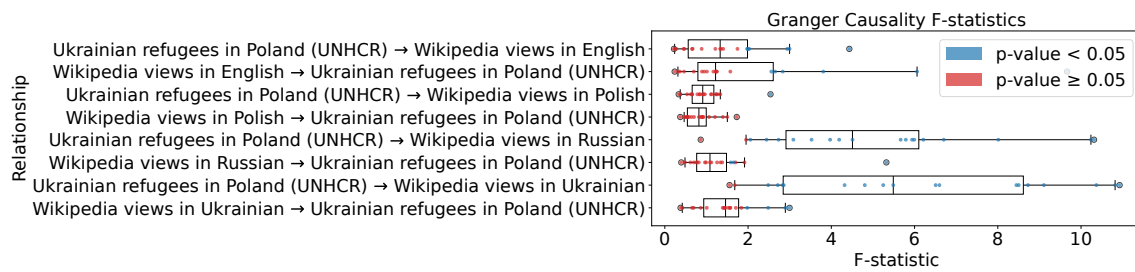 Granger Causality F-statistics
Relationship
Ukrainian refugees in Poland (UNHCR) → Wikipedia views in English
Wikipedia views in English → Ukrainian refugees in Poland (UNHCR)
Ukrainian refugees in Poland (UNHCR) → Wikipedia views in Polish
Wikipedia views in Polish → Ukrainian refugees in Poland (UNHCR)
Ukrainian refugees in Poland (UNHCR) → Wikipedia views in Russian
Wikipedia views in Russian → Ukrainian refugees in Poland (UNHCR)
Ukrainian refugees in Poland (UNHCR) → Wikipedia views in Ukrainian
Wikipedia views in Ukrainian → Ukrainian refugees in Poland (UNHCR)
p-value < 0.05
p-value ≥ 0.05
0 2 4 6 8 10
F-statistic